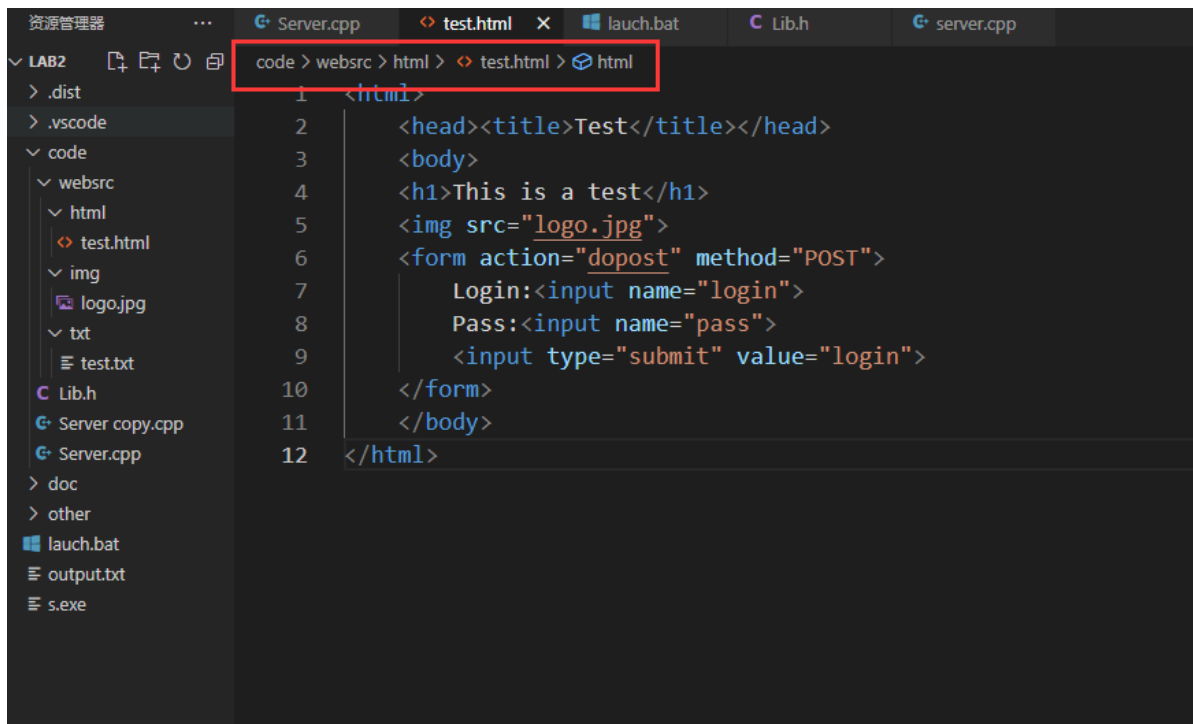 资源管理器 ···
LAB2
.dist
.vscode
code
websrc
html
test.html
img
logo.jpg
txt
test.txt
Lib.h
Server copy.cpp
Server.cpp
doc
other
lauch.bat
output.txt
s.exe
Server.cpp test.html lauch.bat Lib.h server.cpp
code > websrc > html > test.html > html
1 <html>
2 <head><title>Test</title></head>
3 <body>
4 <h1>This is a test</h1>
5 <img src="logo.jpg">
6 <form action="dopost" method="POST">
7 Login:<input name="login">
8 Pass:<input name="pass">
9 <input type="submit" value="login">
10 </form>
11 </body>
12 </html>